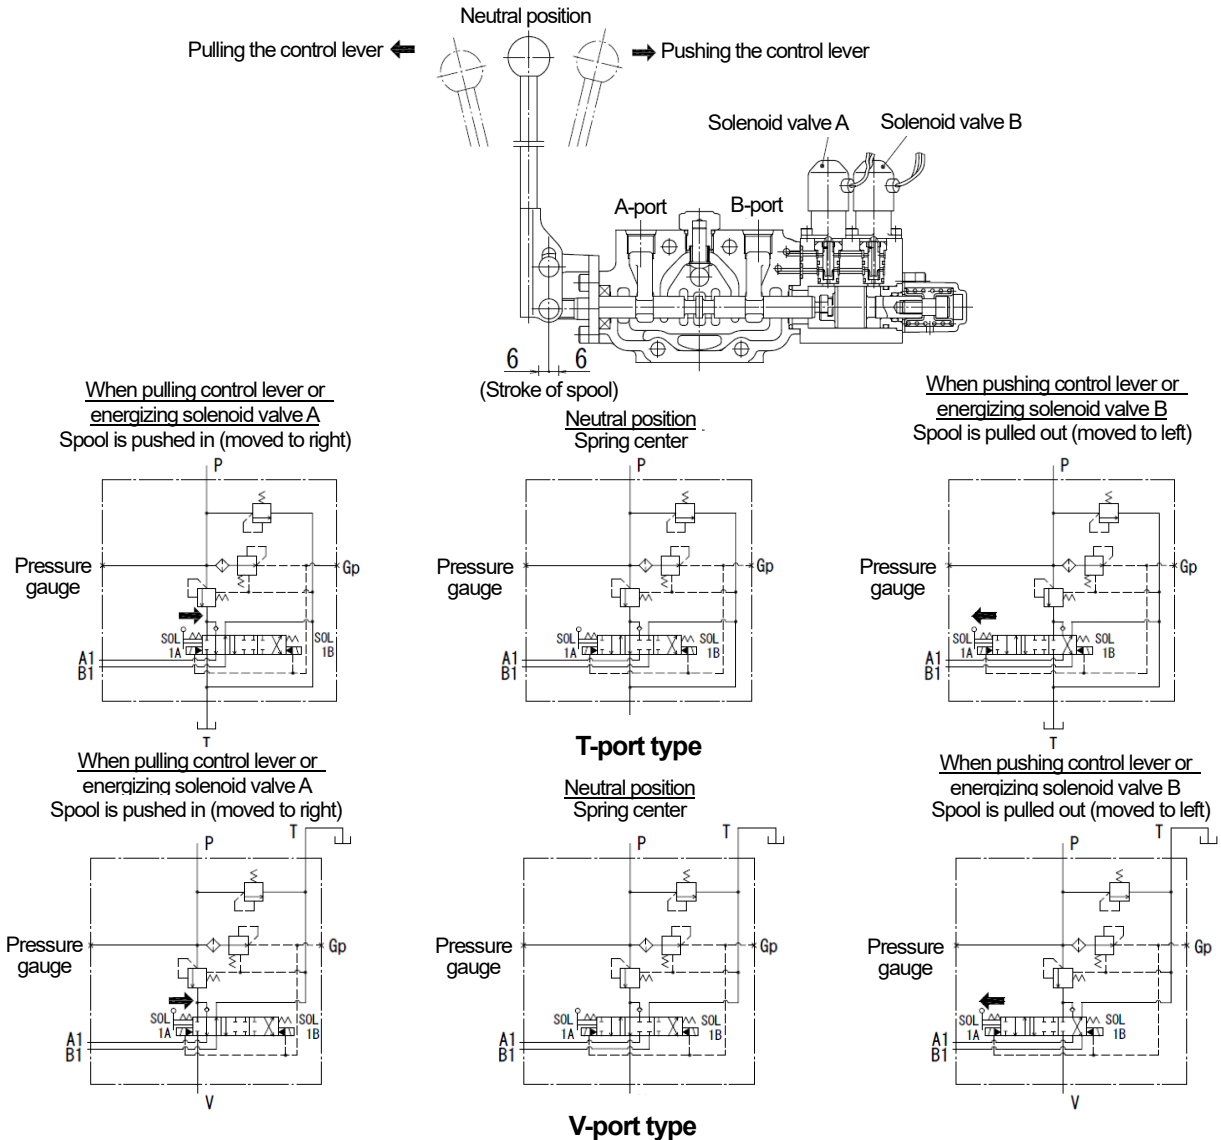 Neutral position
Pulling the control lever
Pushing the control lever
Solenoid valve A
Solenoid valve B
A-port
B-port
6 6
(Stroke of spool)
When pulling control lever or
energizing solenoid valve A
Spool is pushed in (moved to right)
Neutral position
Spring center
When pushing control lever or
energizing solenoid valve B
Spool is pulled out (moved to left)
P
Pressure
gauge
Gp
SOL
1A
SOL
1B
A1
B1
T
P
Pressure
gauge
Gp
SOL
1A
SOL
1B
A1
B1
P
Pressure
gauge
Gp
SOL
1A
SOL
1B
A1
B1
T
T-port type
When pulling control lever or
energizing solenoid valve A
Spool is pushed in (moved to right)
Neutral position
Spring center
When pushing control lever or
energizing solenoid valve B
Spool is pulled out (moved to left)
T
P
Pressure
gauge
Gp
SOL
1A
SOL
1B
A1
B1
V
T
P
Pressure
gauge
Gp
SOL
1A
SOL
1B
A1
B1
T
P
Pressure
gauge
Gp
SOL
1A
SOL
1B
A1
B1
V
V-port type